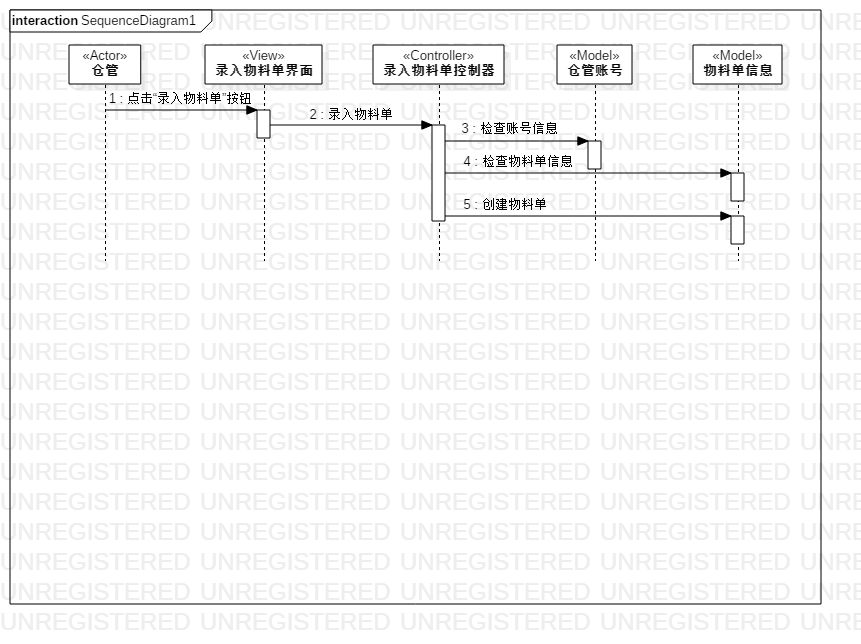 interaction SequenceDiagram1
«Actor»
仓管
«View»
录入物料单界面
«Controller»
录入物料单控制器
«Model»
仓管账号
«Model»
物料单信息
1 : 点击“录入物料单”按钮
2 : 录入物料单
3 : 检查账号信息
4 : 检查物料单信息
5 : 创建物料单
UNREGISTERED